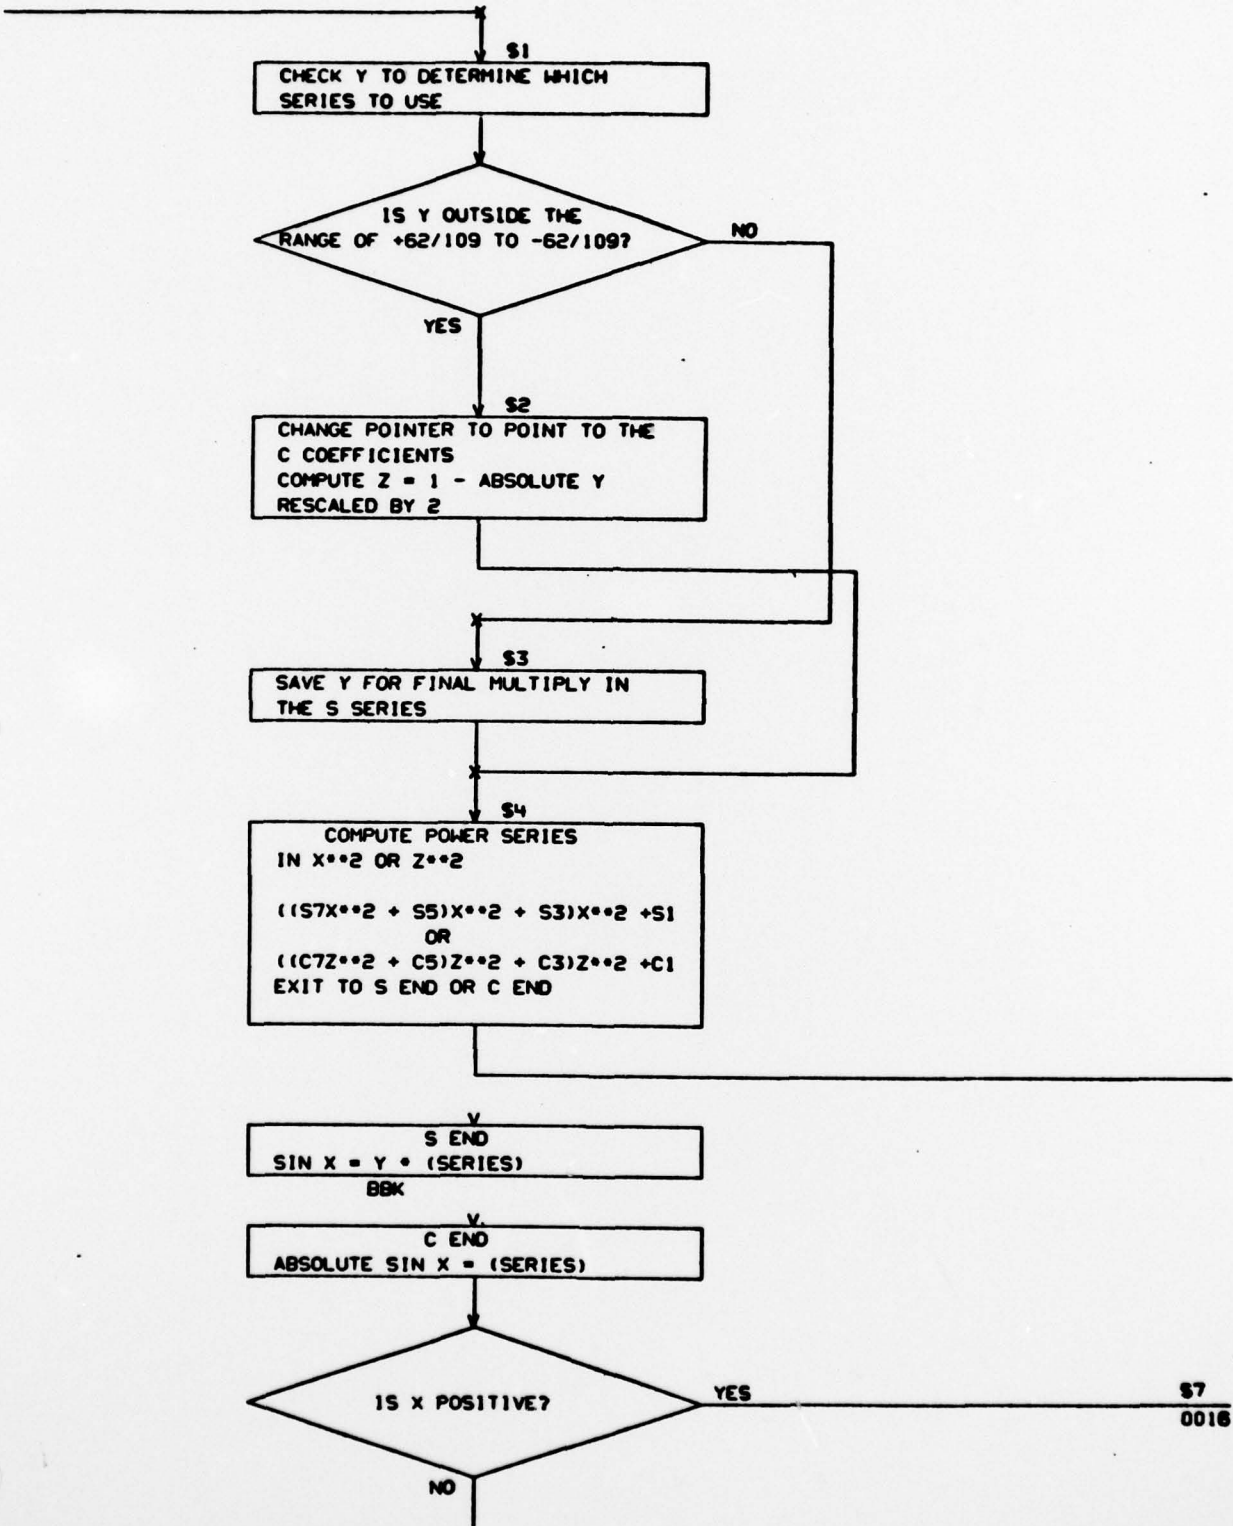 S1
CHECK Y TO DETERMINE WHICH
SERIES TO USE
IS Y OUTSIDE THE
RANGE OF +62/109 TO -62/109?
NO
YES
S2
CHANGE POINTER TO POINT TO THE
C COEFFICIENTS
COMPUTE Z = 1 - ABSOLUTE Y
RESCALED BY 2
S3
SAVE Y FOR FINAL MULTIPLY IN
THE S SERIES
S4
COMPUTE POWER SERIES
IN X**2 OR Z**2
((S7X**2 + S5)X**2 + S3)X**2 +S1
OR
((C7Z**2 + C5)Z**2 + C3)Z**2 +C1
EXIT TO S END OR C END
S END
SIN X = Y * (SERIES)
BBK
C END
ABSOLUTE SIN X = (SERIES)
IS X POSITIVE?
YES
S7
0016
NO